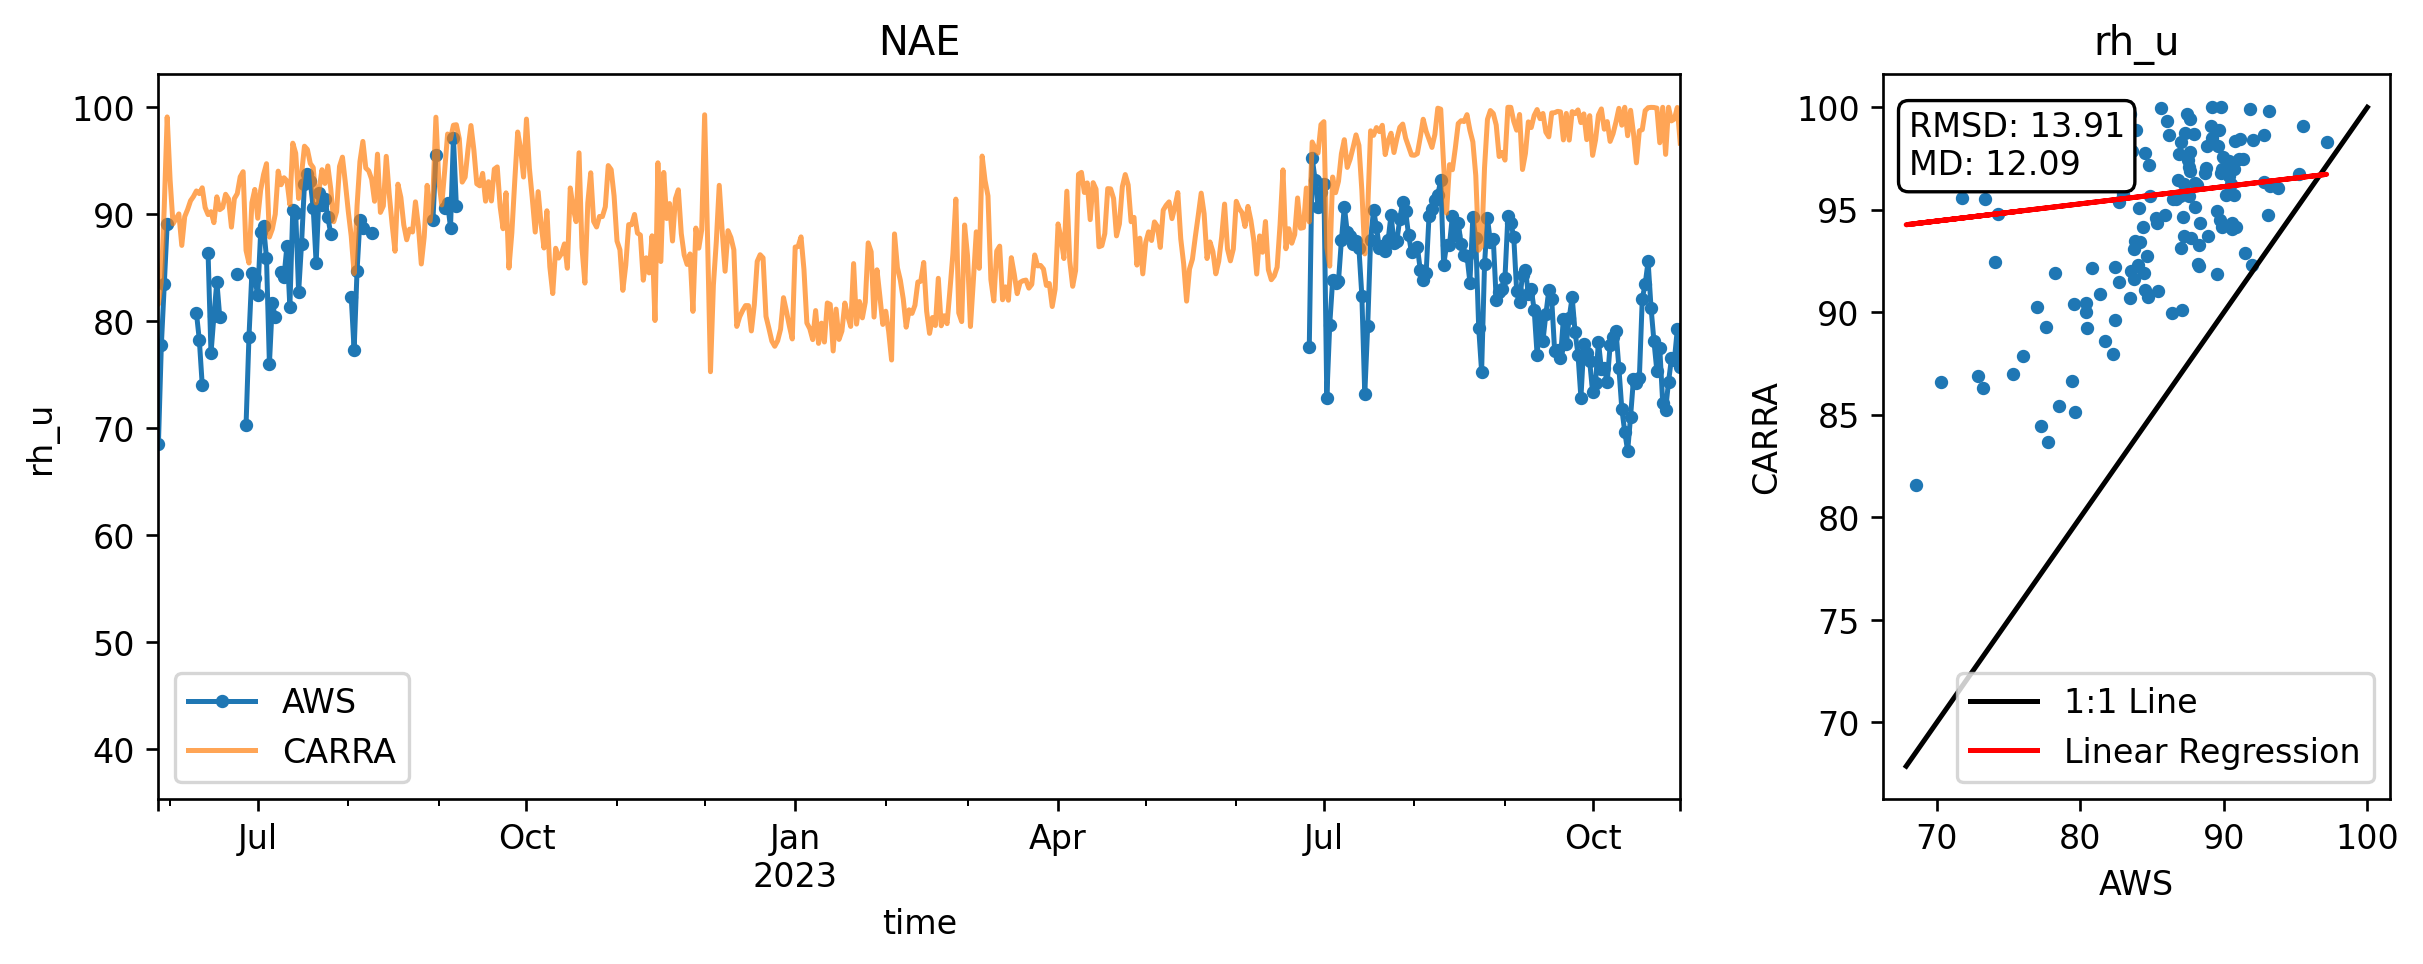 NAE
rh_u
100
90
80
70
60
50
40
rh_u
AWS
CARRA
Jul
Oct
Jan
2023
Apr
Jul
Oct
time
rh_u
100
95
90
85
80
75
70
CARRA
RMSD: 13.91
MD: 12.09
1:1 Line
Linear Regression
70
80
90
100
AWS